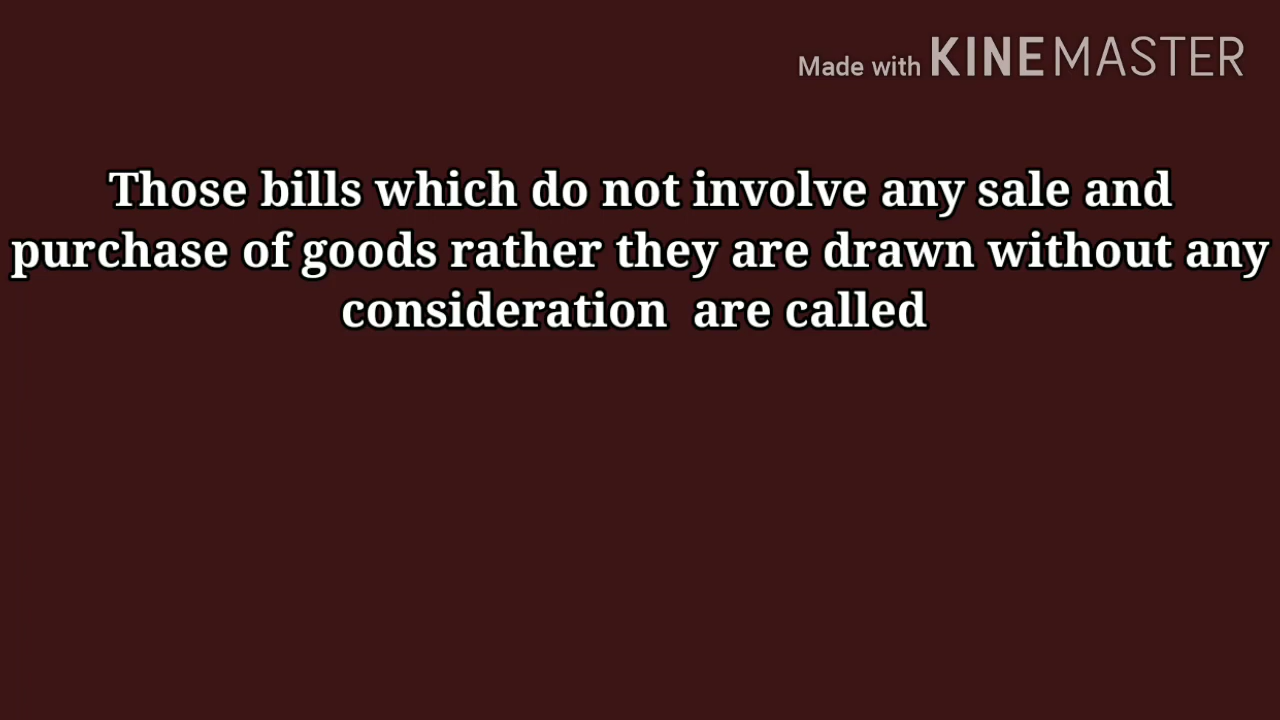 Made with KINEMASTER
Those bills which do not involve any sale and
purchase of goods rather they are drawn without any
consideration  are called